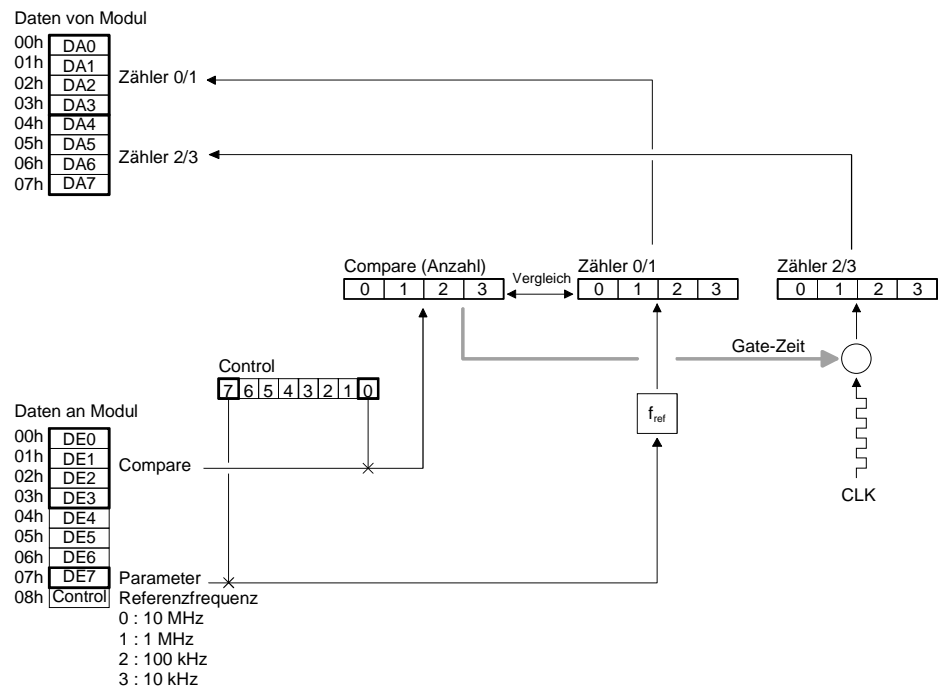 Daten von Modul
00h DA0
01h DA1
02h DA2
03h DA3
04h DA4
05h DA5
06h DA6
07h DA7
Zähler 0/1
Zähler 2/3
Compare (Anzahl)
0 1 2 3
Vergleich
Zähler 0/1
0 1 2 3
Zähler 2/3
0 1 2 3
Gate-Zeit
Control
7 6 5 4 3 2 1 0
fref
CLK
Daten an Modul
00h DE0
01h DE1
02h DE2
03h DE3
04h DE4
05h DE5
06h DE6
07h DE7
08h Control
Compare
Parameter
Referenzfrequenz
0 : 10 MHz
1 : 1 MHz
2 : 100 kHz
3 : 10 kHz